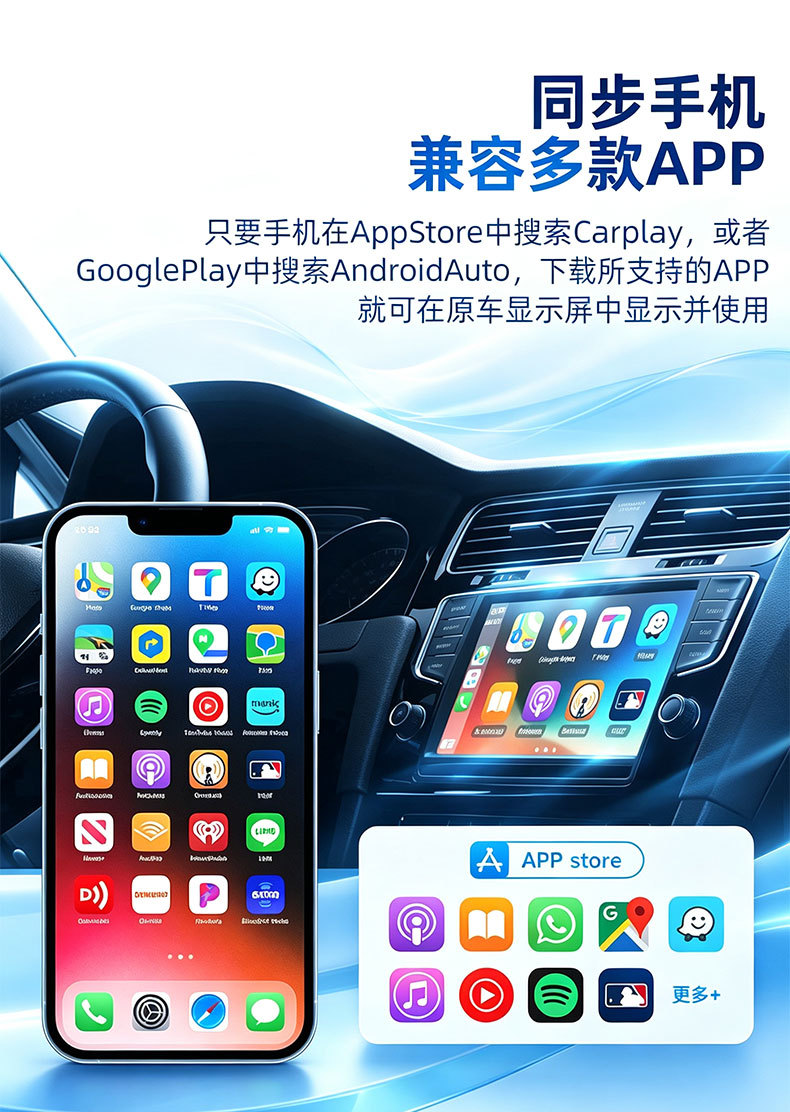 同步手机
兼容多款APP
只要手机在AppStore中搜索Carplay，或者
GooglePlay中搜索AndroidAuto，下载所支持的APP
就可在原车显示屏中显示并使用
music
APP store
G
更多+